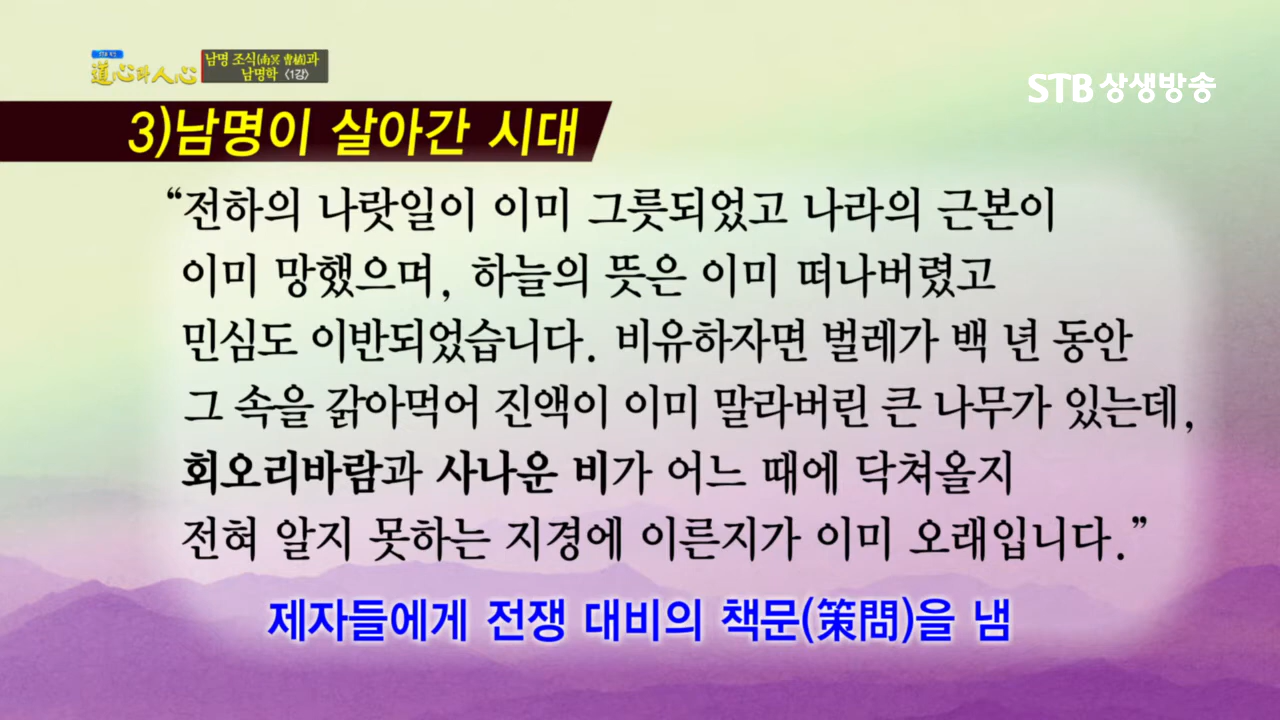 道心과 人心
남명 조식(南冥 曺植)과
남명학 <1강>
STB 상생방송
3)남명이 살아간 시대
“전하의 나랏일이 이미 그릇되었고 나라의 근본이
이미 망했으며, 하늘의 뜻은 이미 떠나버렸고
민심도 이반되었습니다. 비유하자면 벌레가 백 년 동안
그 속을 갉아먹어 진액이 이미 말라버린 큰 나무가 있는데,
회오리바람과 사나운 비가 어느 때에 닥쳐올지
전혀 알지 못하는 지경에 이른지가 이미 오래입니다.”
제자들에게 전쟁 대비의 책문(策問)을 냄